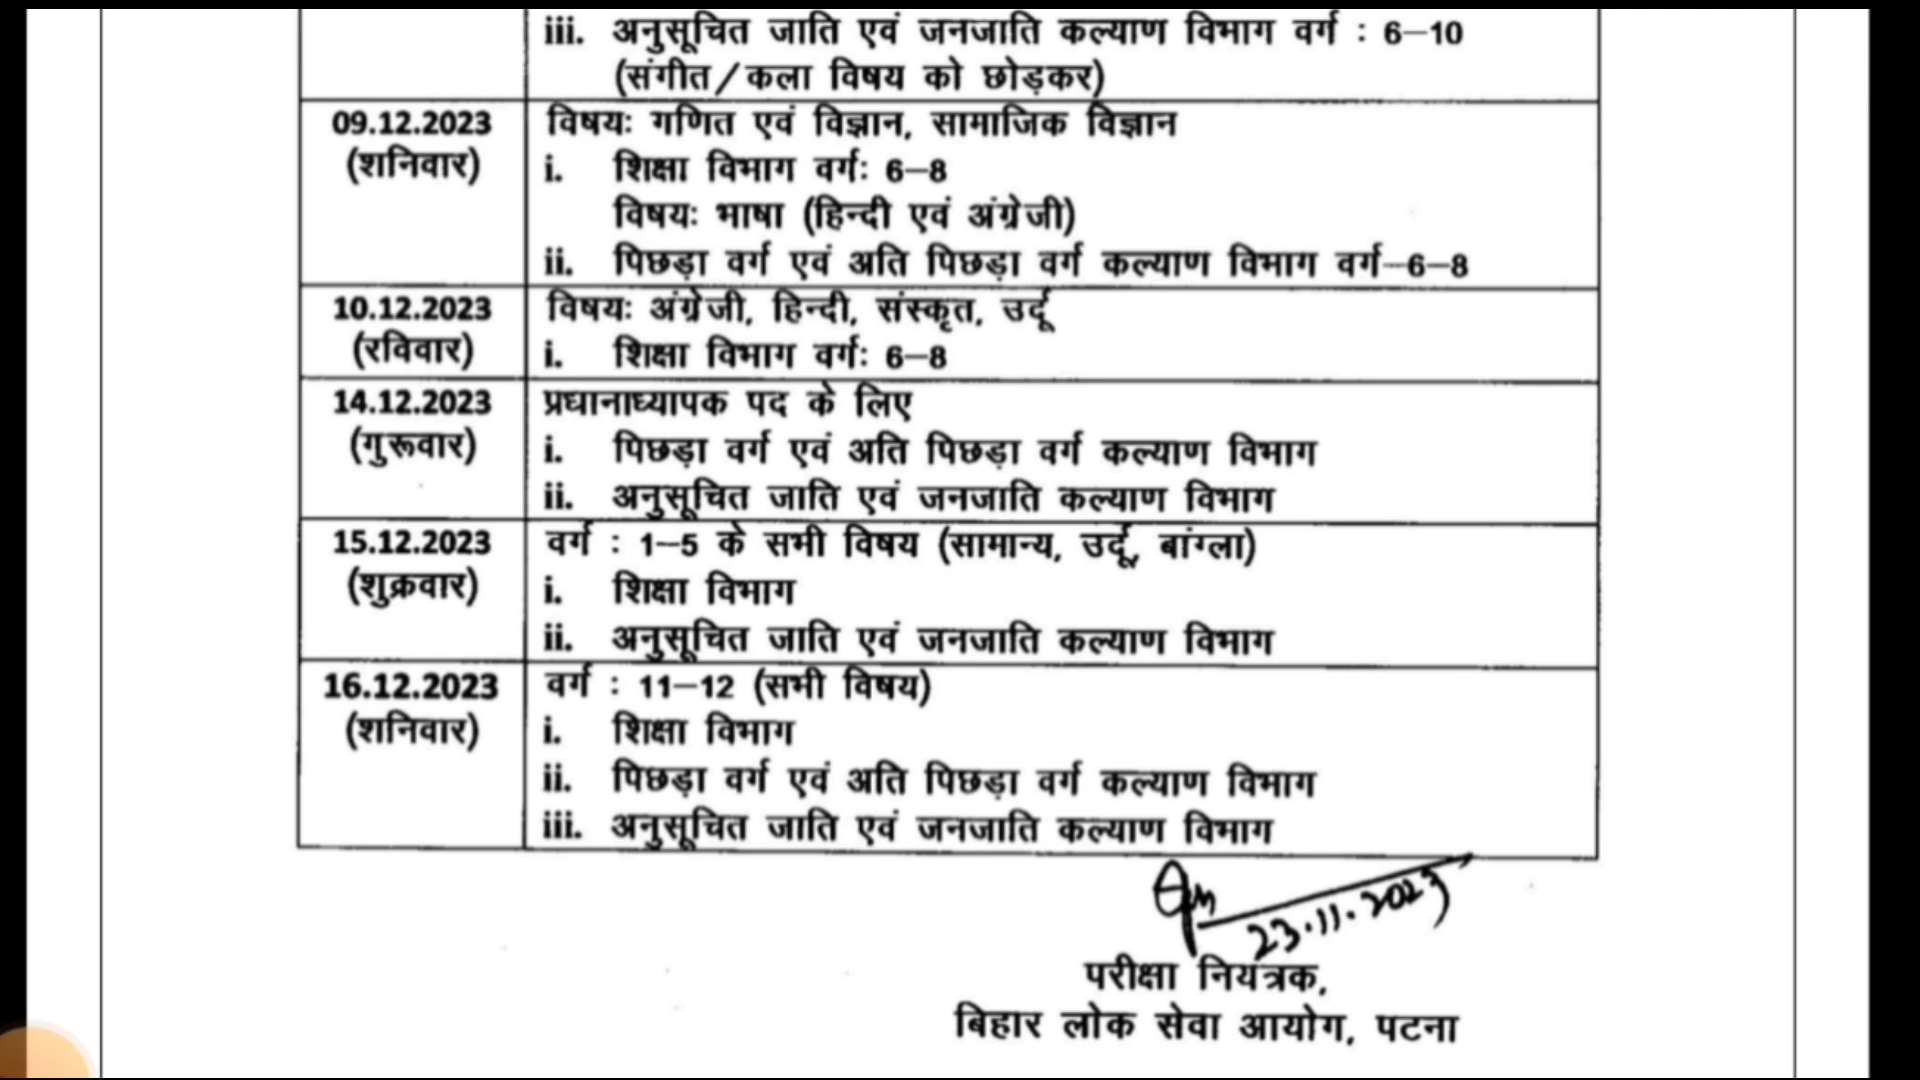 iii. अनुसूचित जाति एवं जनजाति कल्याण विभाग वर्ग : 6–10
(संगीत/कला विषय को छोड़कर)
09.12.2023
(शनिवार)
विषयः गणित एवं विज्ञान, सामाजिक विज्ञान
i. शिक्षा विभाग वर्गः 6–8
विषयः भाषा (हिन्दी एवं अंग्रेजी)
ii. पिछड़ा वर्ग एवं अति पिछड़ा वर्ग कल्याण विभाग वर्ग–6–8
10.12.2023
(रविवार)
विषयः अंग्रेजी, हिन्दी, संस्कृत, उर्दू
i. शिक्षा विभाग वर्गः 6–8
14.12.2023
(गुरूवार)
प्रधानाध्यापक पद के लिए
i. पिछड़ा वर्ग एवं अति पिछड़ा वर्ग कल्याण विभाग
ii. अनुसूचित जाति एवं जनजाति कल्याण विभाग
15.12.2023
(शुक्रवार)
वर्ग : 1–5 के सभी विषय (सामान्य, उर्दू, बांग्ला)
i. शिक्षा विभाग
ii. अनुसूचित जाति एवं जनजाति कल्याण विभाग
16.12.2023
(शनिवार)
वर्ग : 11–12 (सभी विषय)
i. शिक्षा विभाग
ii. पिछड़ा वर्ग एवं अति पिछड़ा वर्ग कल्याण विभाग
iii. अनुसूचित जाति एवं जनजाति कल्याण विभाग
23.11.2023
परीक्षा नियंत्रक,
बिहार लोक सेवा आयोग, पटना